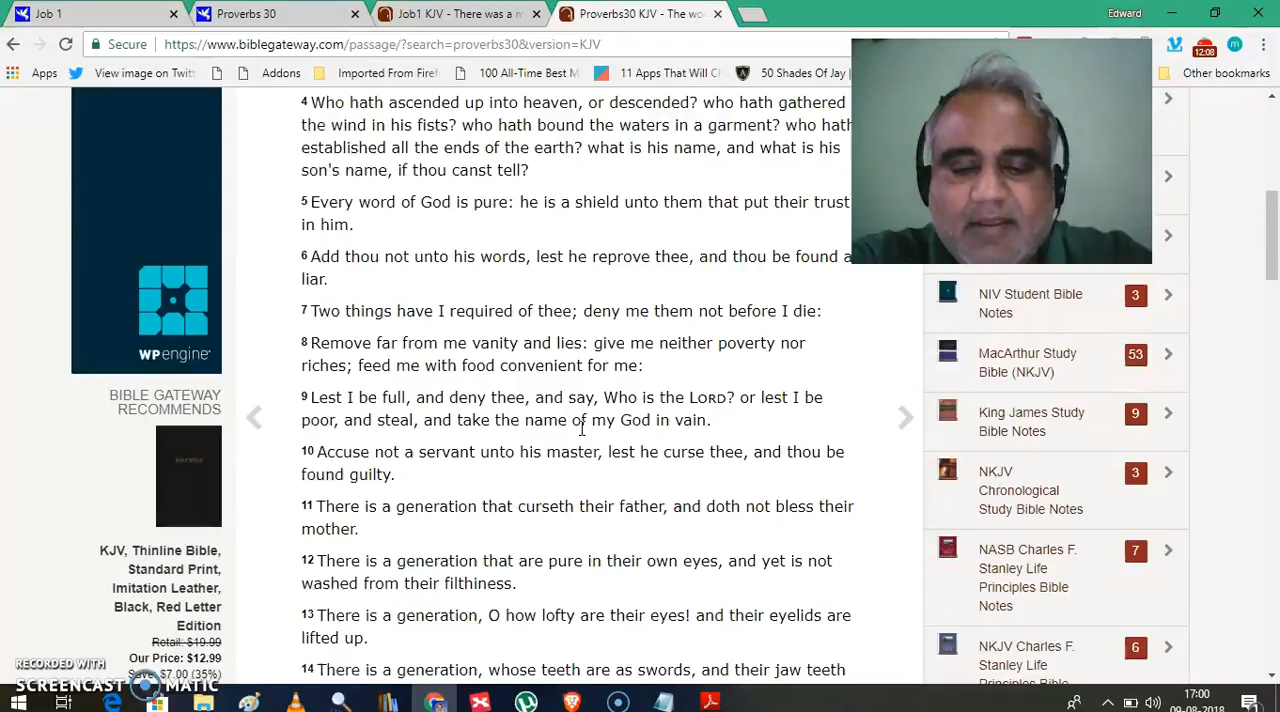 Job 1
Proverbs 30
Job1 KJV - There was a m
Proverbs30 KJV - The wo
Edward
Secure
https://www.biblegateway.com/passage/?search=proverbs30&version=KJV
12:08
m
Apps
View image on Twitt
Addons
Imported From Firef
100 All-Time Best M
11 Apps That Will C
50 Shades Of Jay
Other bookmarks
4 Who hath ascended up into heaven, or descended? who hath gathered
the wind in his fists? who hath bound the waters in a garment? who hath
established all the ends of the earth? what is his name, and what is his
son's name, if thou canst tell?
5 Every word of God is pure: he is a shield unto them that put their trust
in him.
6 Add thou not unto his words, lest he reprove thee, and thou be found a
liar.
7 Two things have I required of thee; deny me them not before I die:
8 Remove far from me vanity and lies: give me neither poverty nor
riches; feed me with food convenient for me:
9 Lest I be full, and deny thee, and say, Who is the LORD? or lest I be
poor, and steal, and take the name of my God in vain.
10 Accuse not a servant unto his master, lest he curse thee, and thou be
found guilty.
11 There is a generation that curseth their father, and doth not bless their
mother.
12 There is a generation that are pure in their own eyes, and yet is not
washed from their filthiness.
13 There is a generation, O how lofty are their eyes! and their eyelids are
lifted up.
14 There is a generation, whose teeth are as swords, and their jaw teeth
WP engine
BIBLE GATEWAY
RECOMMENDS
KJV, Thinline Bible,
Standard Print,
Imitation Leather,
Black, Red Letter
Edition
Retail: $19.99
Our Price: $12.99
Save: $7.00 (35%)
NIV Student Bible
Notes
3
MacArthur Study
Bible (NKJV)
53
King James Study
Bible Notes
9
NKJV
Chronological
Study Bible Notes
3
NASB Charles F.
Stanley Life
Principles Bible
Notes
7
NKJV Charles F.
Stanley Life
Principles Bible
6
RECORDED WITH
SCREENCAST MATIC
17:00
09-08-2018